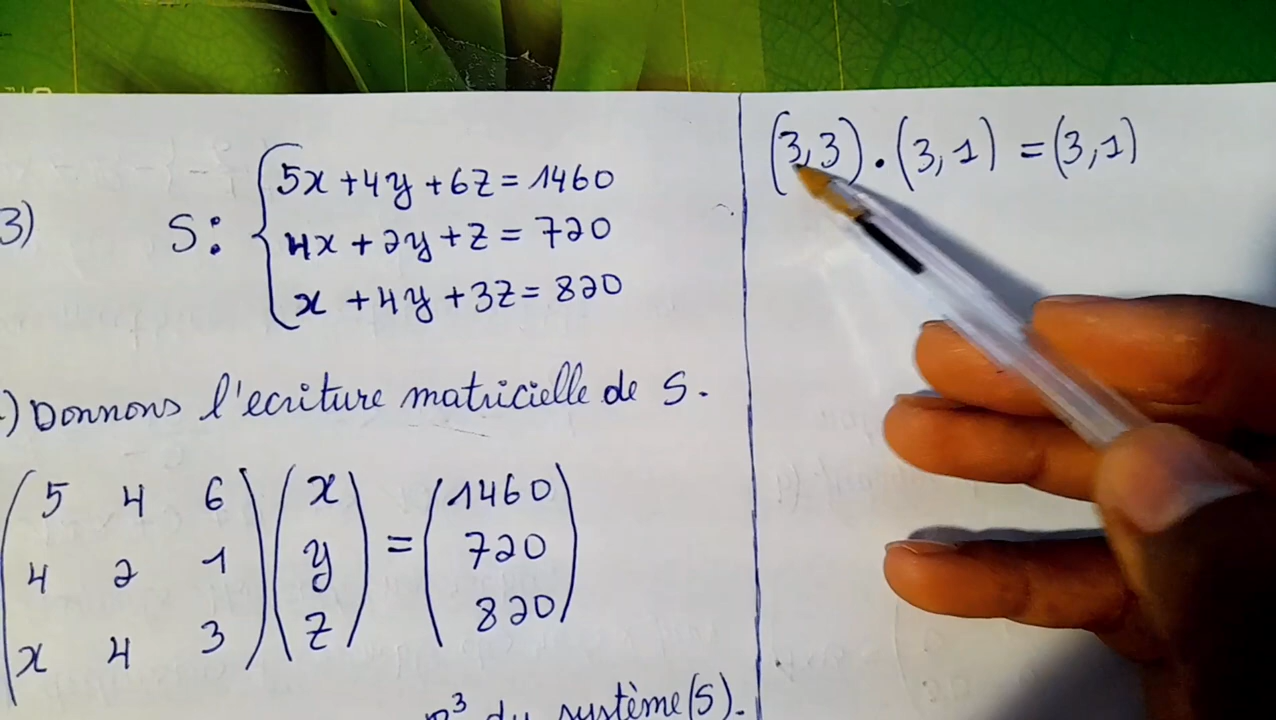 3)
S: { 5x + 4y + 6z = 1460
4x + 2y + z = 720
x + 4y + 3z = 820
(3,3) . (3,1) = (3,1)
) Donnons l'ecriture matricielle de S.
(5 4 6) (x) = (1460)
(4 2 1) (y) (720)
(x 4 3) (z) (820)
du système (S).